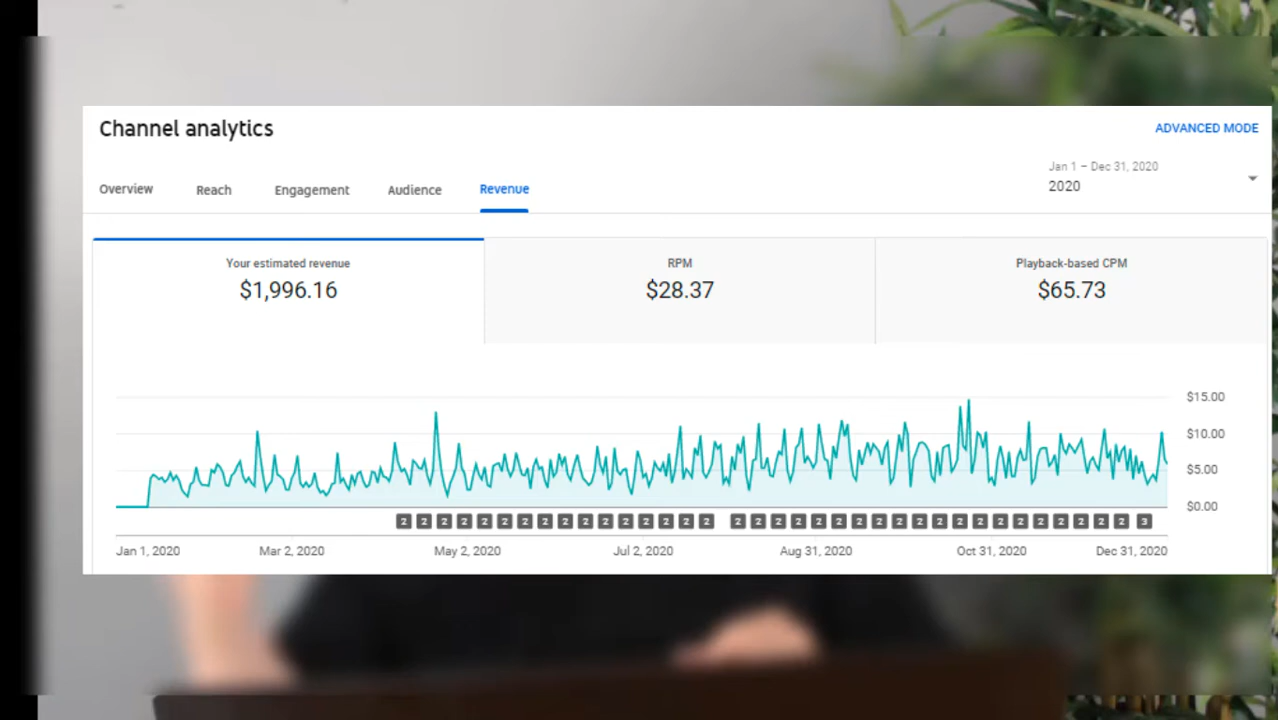 Channel analytics
ADVANCED MODE
Jan 1 – Dec 31, 2020
2020
Overview Reach Engagement Audience Revenue
Your estimated revenue
$1,996.16
RPM
$28.37
Playback-based CPM
$65.73
$15.00
$10.00
$5.00
$0.00
2 2 2 2 2 2 2 2 2 2 2 2 2 2 2 2 2 2 2 2 2 2 2 2 2 2 2 2 2 2 2 2 2 2 2 2 3
Jan 1, 2020 Mar 2, 2020 May 2, 2020 Jul 2, 2020 Aug 31, 2020 Oct 31, 2020 Dec 31, 2020